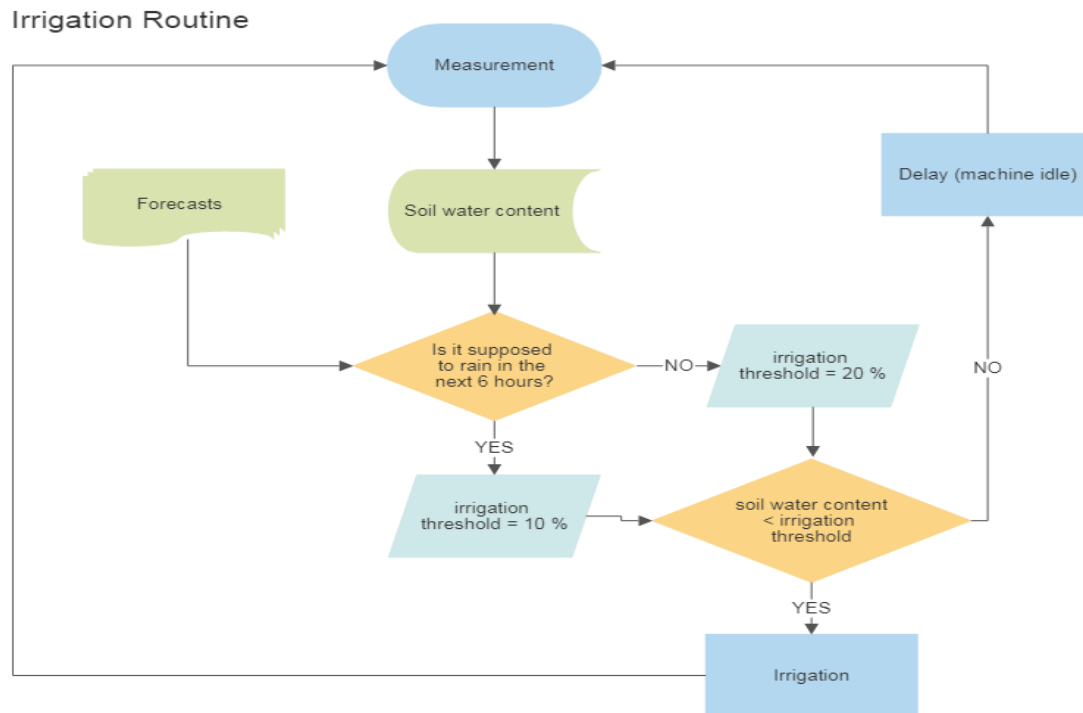 Irrigation Routine
Measurement
Delay (machine idle)
Forecasts
Soil water content
Is it supposed
to rain in the
next 6 hours?
NO
irrigation
threshold = 20 %
NO
YES
irrigation
threshold = 10 %
soil water content
< irrigation
threshold
YES
Irrigation